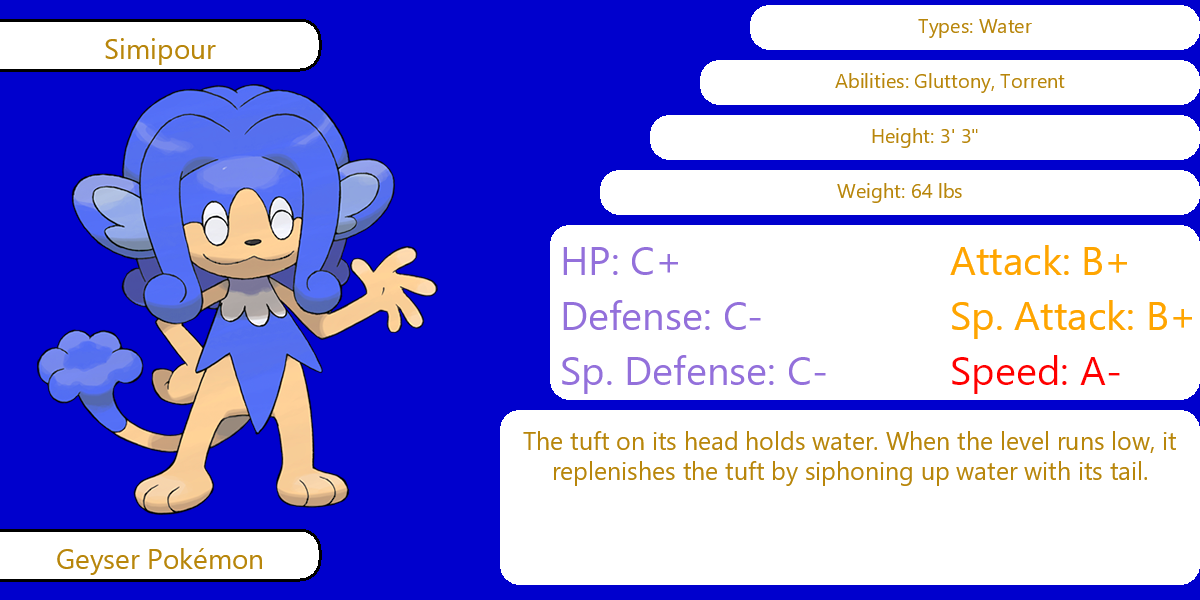 Simipour
Geyser Pokémon
Types: Water
Abilities: Gluttony, Torrent
Height: 3' 3"
Weight: 64 lbs
HP: C+
Attack: B+
Defense: C-
Sp. Attack: B+
Sp. Defense: C-
Speed: A-
The tuft on its head holds water. When the level runs low, it
replenishes the tuft by siphoning up water with its tail.